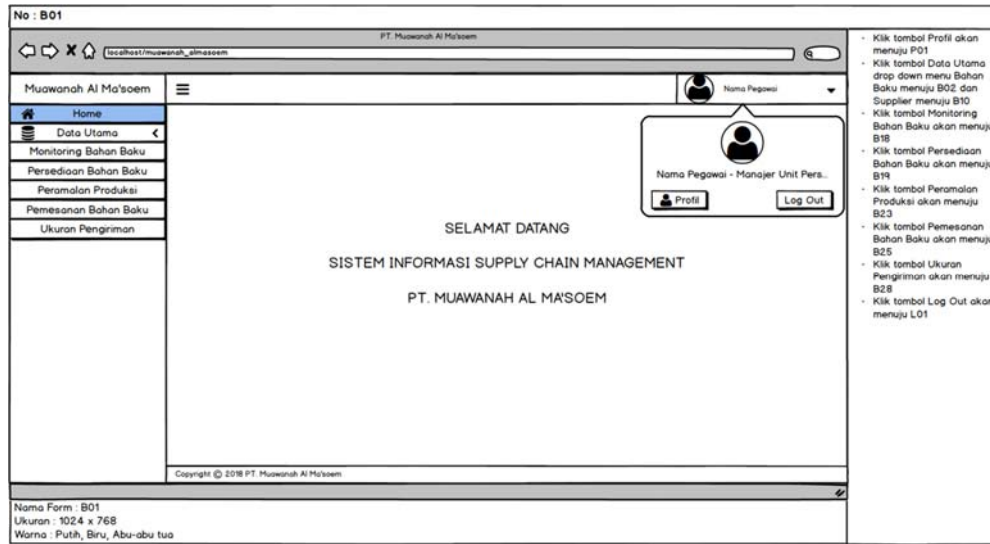 No : B01
PT. Muawanah Al Ma'soem
localhost/muawanah_almasoem
Muawanah Al Ma'soem
Nama Pegawai
Home
Data Utama
Monitoring Bahan Baku
Persediaan Bahan Baku
Peramalan Produksi
Pemesanan Bahan Baku
Ukuran Pengiriman
Nama Pegawai - Manajer Unit Pers...
Profil
Log Out
SELAMAT DATANG
SISTEM INFORMASI SUPPLY CHAIN MANAGEMENT
PT. MUAWANAH AL MA'SOEM
Copyright © 2018 PT. Muawanah Al Ma'soem
- Klik tombol Profil akan
menuju P01
- Klik tombol Data Utama
drop down menu Bahan
Baku menuju B02 dan
Supplier menuju B10
- Klik tombol Monitoring
Bahan Baku akan menuju
B18
- Klik tombol Persediaan
Bahan Baku akan menuju
B19
- Klik tombol Peramalan
Produksi akan menuju
B23
- Klik tombol Pemesanan
Bahan Baku akan menuju
B25
- Klik tombol Ukuran
Pengiriman akan menuju
B28
- Klik tombol Log Out akan
menuju L01
Nama Form : B01
Ukuran : 1024 x 768
Warna : Putih, Biru, Abu-abu tua